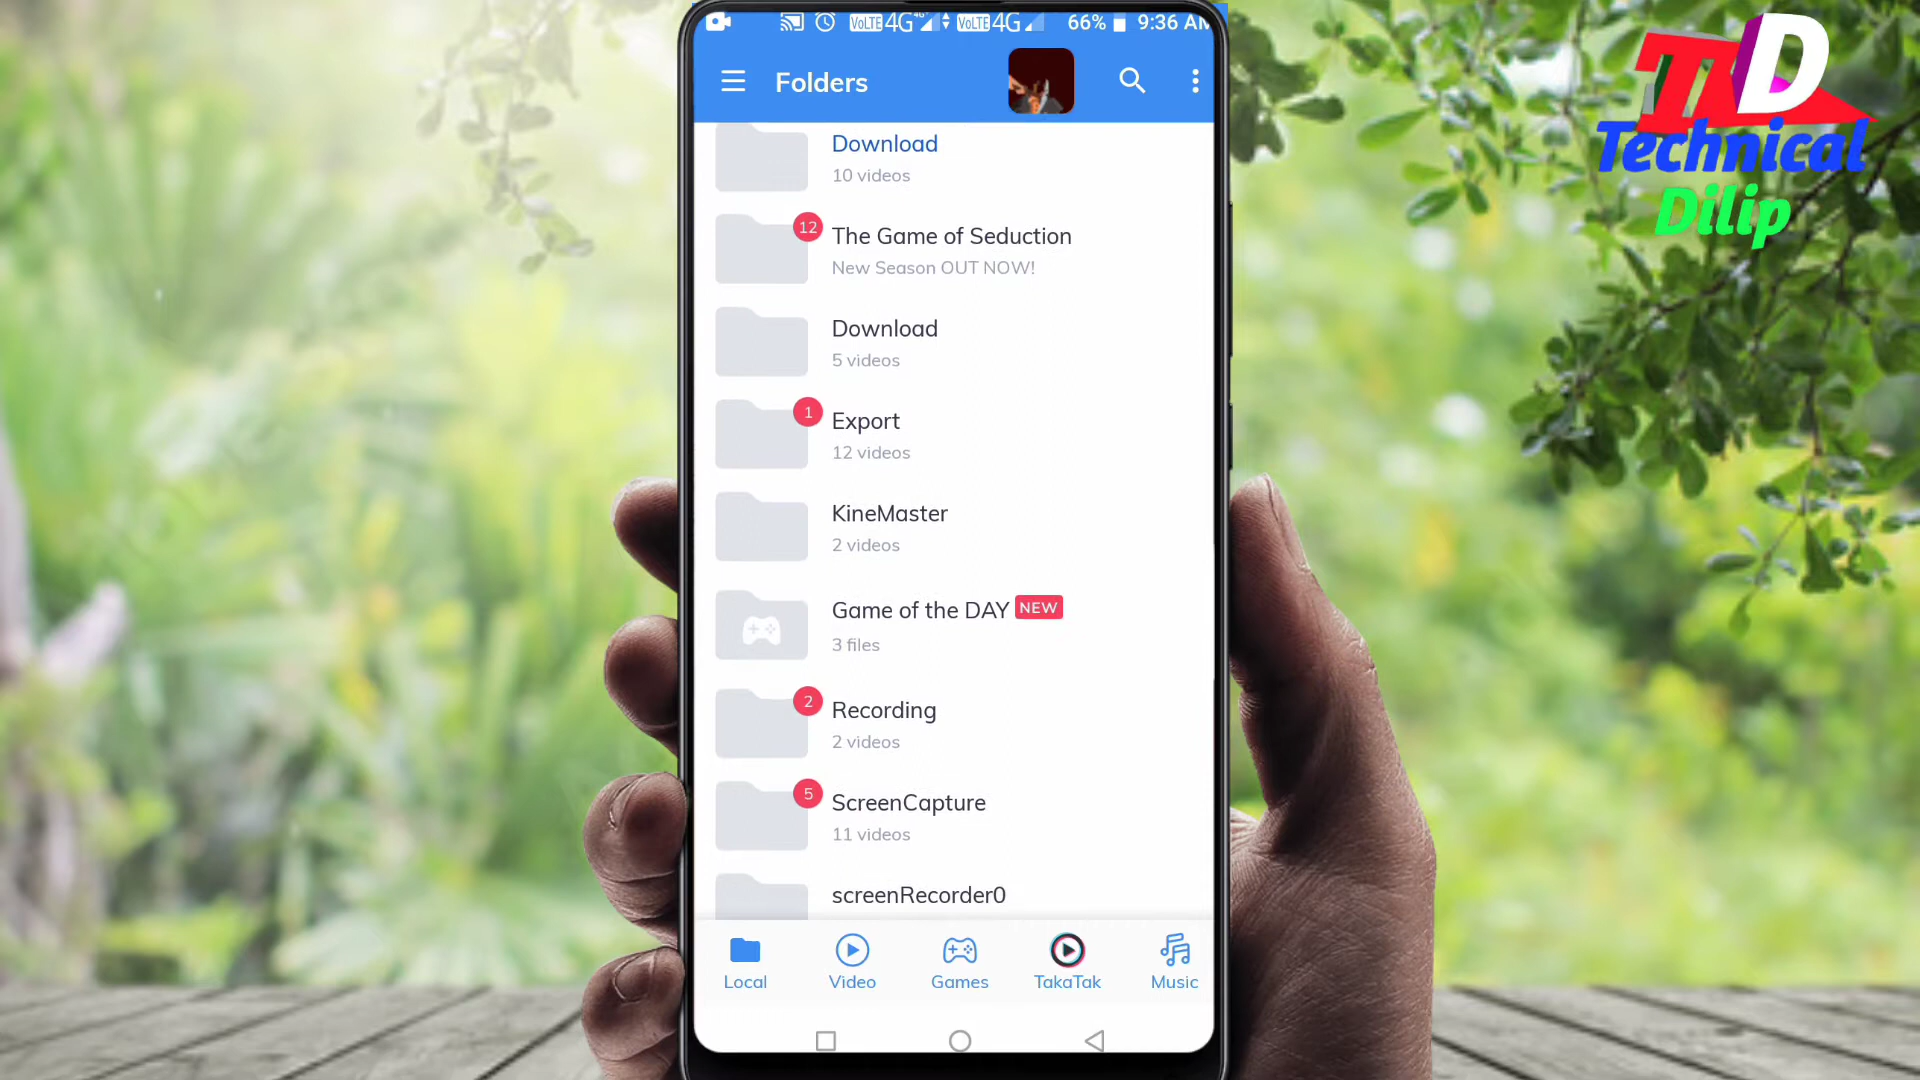 VoLTE 4G 4G VoLTE 4G 66% 9:36 AM
Folders
Download
10 videos
12
The Game of Seduction
New Season OUT NOW!
Download
5 videos
1
Export
12 videos
KineMaster
2 videos
Game of the DAY NEW
3 files
2
Recording
2 videos
5
ScreenCapture
11 videos
screenRecorder0
Local Video Games TakaTak Music
TD
Technical
Dilip